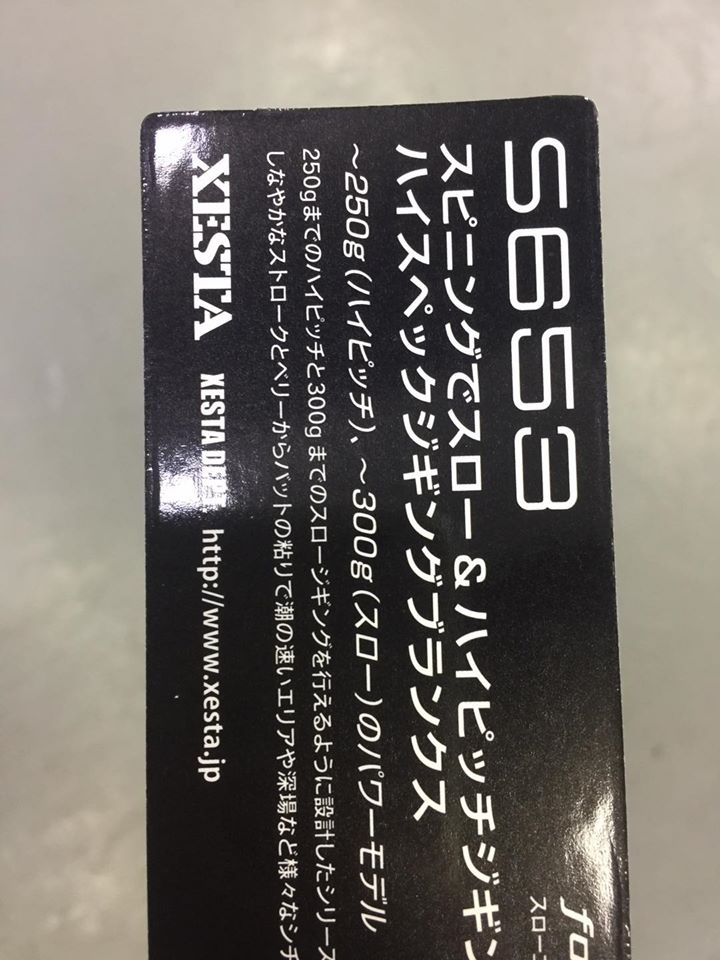 S653
スピニングでスロー&ハイピッチジギン
ハイスペックジギングブランクス
～250g(ハイピッチ)、～300g(スロー)のパワーモデル
250gまでのハイピッチと300gまでのスロージギングを行えるように設計したシリーズ
しなやかなストロークとベリーからバットの粘りで潮の速いエリアや深場など様々なシチ
XESTA XESTA http://www.xesta.jp
fo
スロー